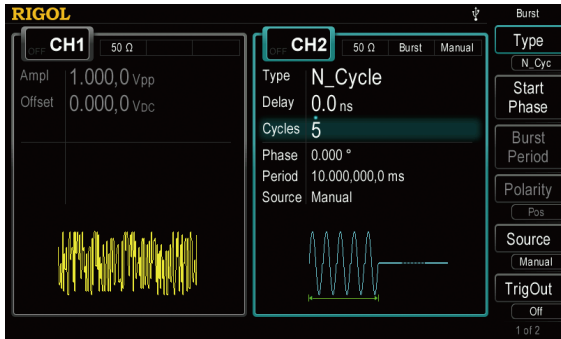 RIGOL
Burst
OFF CH1 50 Ω
Ampl 1.000,0 Vpp
Offset 0.000,0 VDC
OFF CH2 50 Ω Burst Manual
Type N_Cycle
Delay 0.0 ns
Cycles 5
Phase 0.000 °
Period 10.000,000,0 ms
Source Manual
Type
N_Cyc
Start
Phase
Burst
Period
Polarity
Pos
Source
Manual
TrigOut
Off
1 of 2